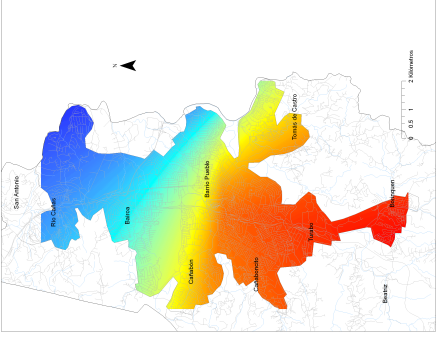 N
San Antonio
Río Cañas
Bairoa
Barrio Pueblo
Tomás de Castro
Cañabón
Cañaboncito
Turabo
Beatriz
0 0.5 1 2 Kilómetros